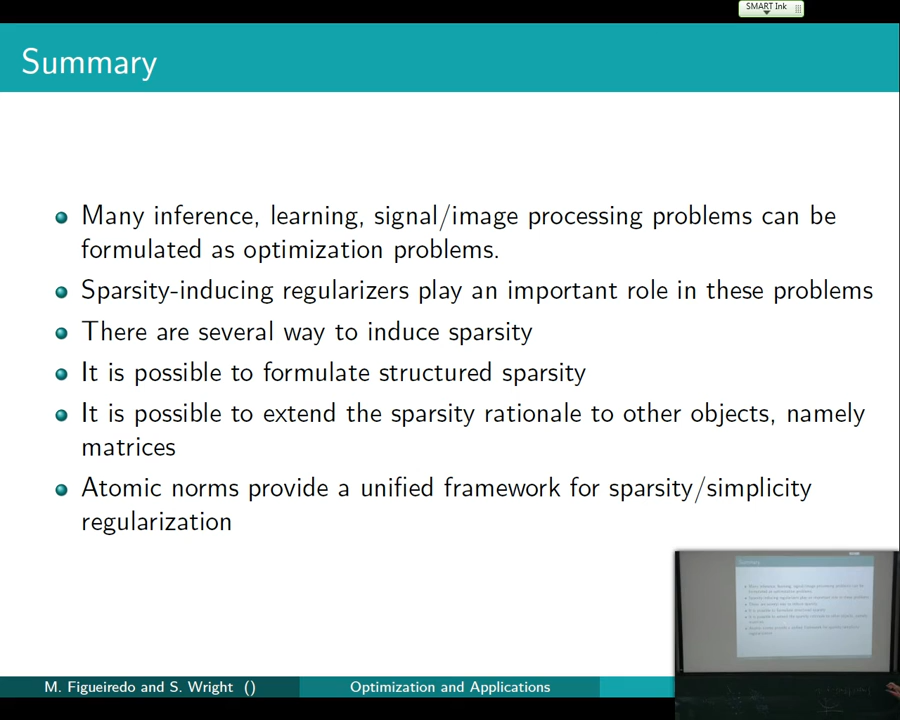 SMART Ink
Summary
Many inference, learning, signal/image processing problems can be
formulated as optimization problems.
Sparsity-inducing regularizers play an important role in these problems
There are several way to induce sparsity
It is possible to formulate structured sparsity
It is possible to extend the sparsity rationale to other objects, namely
matrices
Atomic norms provide a unified framework for sparsity/simplicity
regularization
M. Figueiredo and S. Wright ()
Optimization and Applications